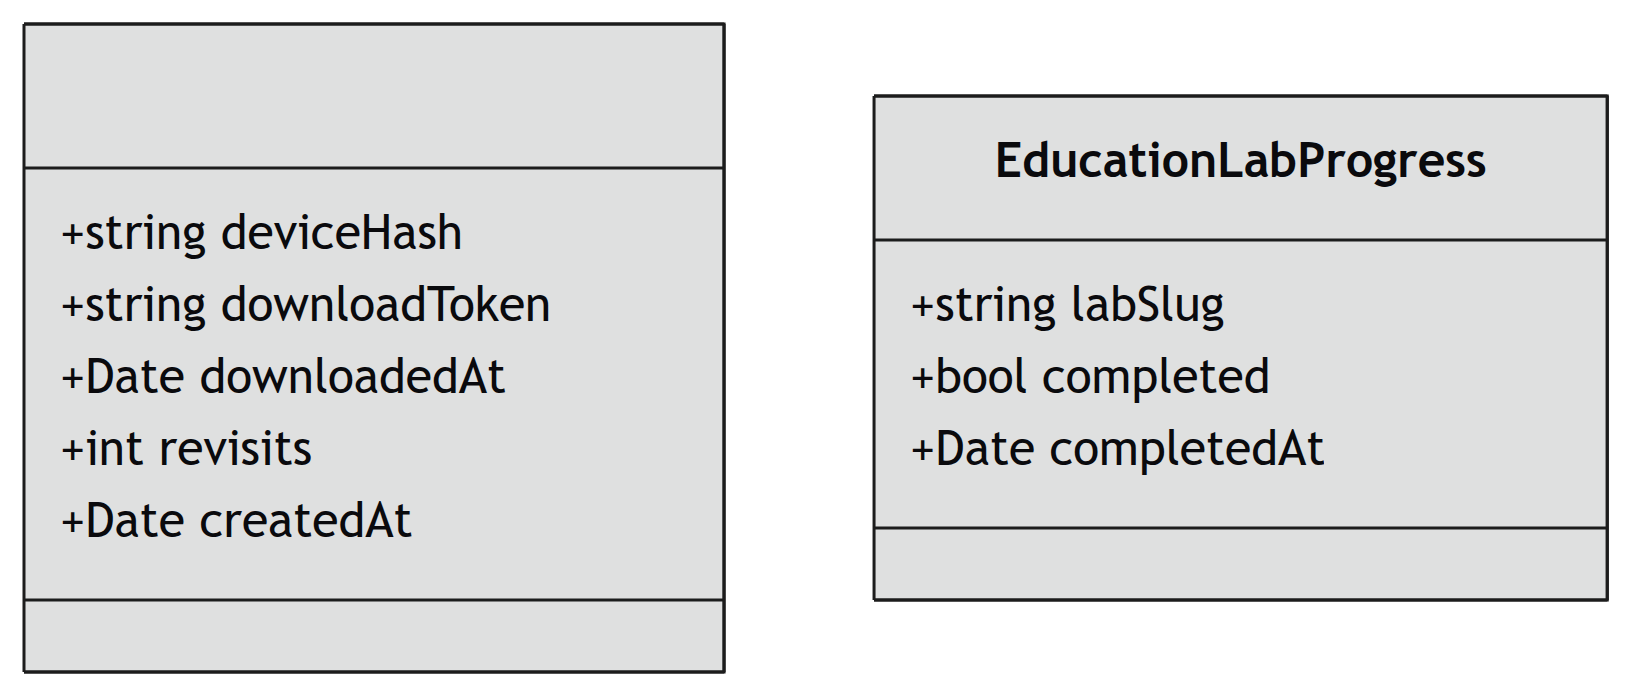 +string deviceHash
+string downloadToken
+Date downloadedAt
+int revisits
+Date createdAt
EducationLabProgress
+string labSlug
+bool completed
+Date completedAt